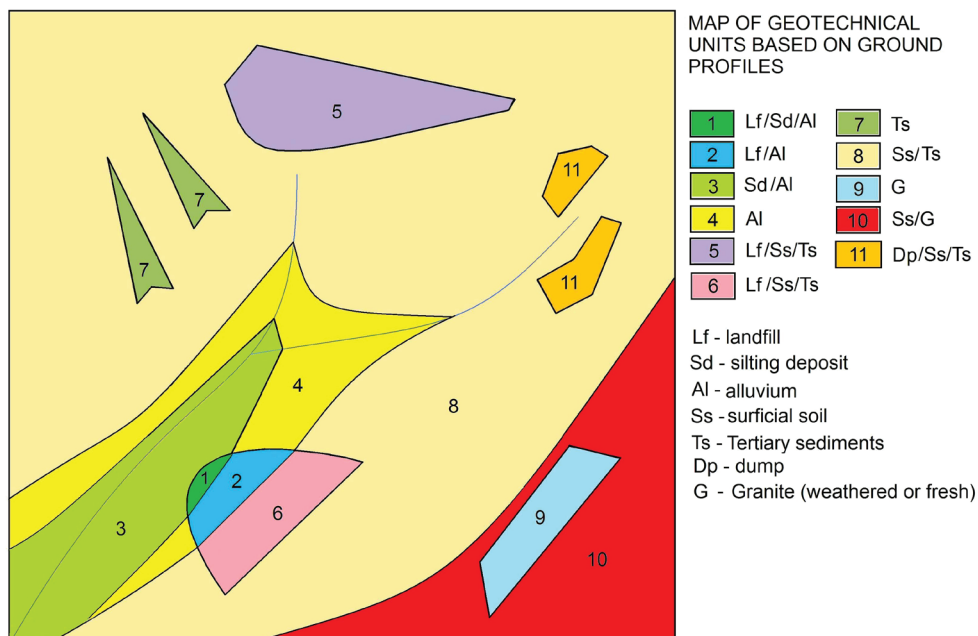 MAP OF GEOTECHNICAL
UNITS BASED ON GROUND
PROFILES
1 Lf/Sd/Al
2 Lf/Al
3 Sd/Al
4 Al
5 Lf/Ss/Ts
6 Lf/Ss/Ts
7 Ts
8 Ss/Ts
9 G
10 Ss/G
11 Dp/Ss/Ts
Lf - landfill
Sd - silting deposit
Al - alluvium
Ss - surficial soil
Ts - Tertiary sediments
Dp - dump
G - Granite (weathered or fresh)
5
11
7
7
11
4
8
1
2
6
3
9
10